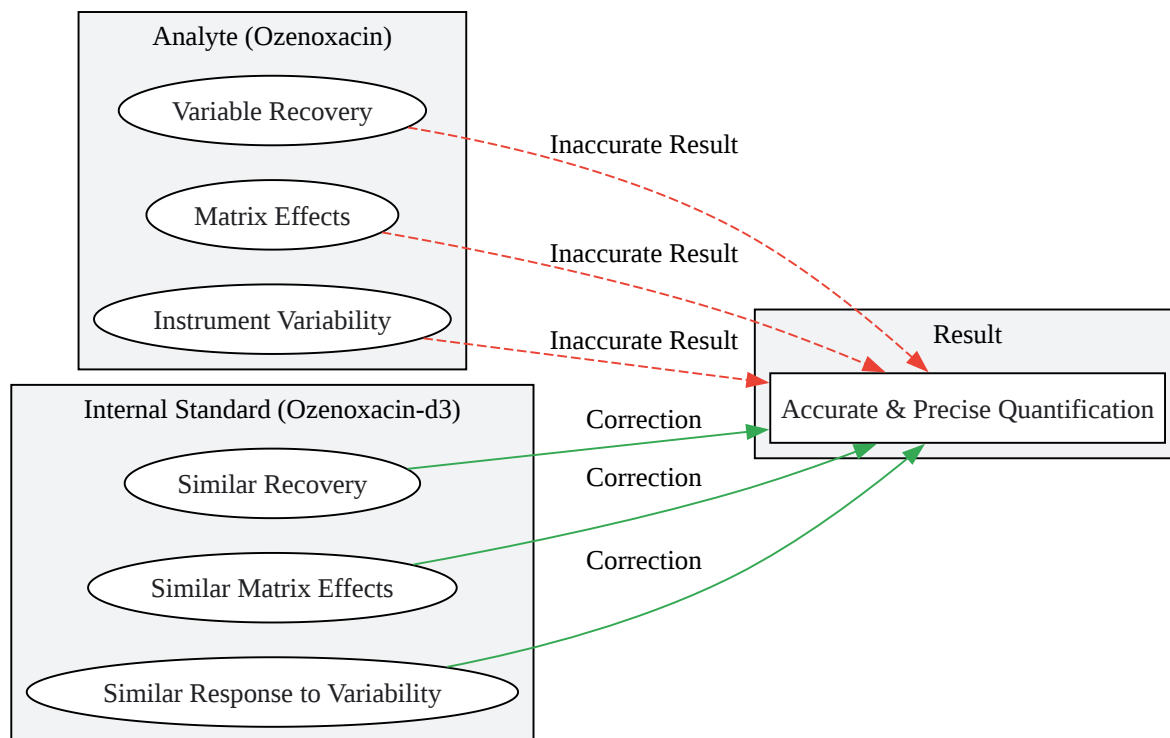 Analyte (Ozenoxacin)
Variable Recovery
Matrix Effects
Instrument Variability
Inaccurate Result
Inaccurate Result
Inaccurate Result
Result
Accurate & Precise Quantification
Internal Standard (Ozenoxacin-d3)
Similar Recovery
Similar Matrix Effects
Similar Response to Variability
Correction
Correction
Correction